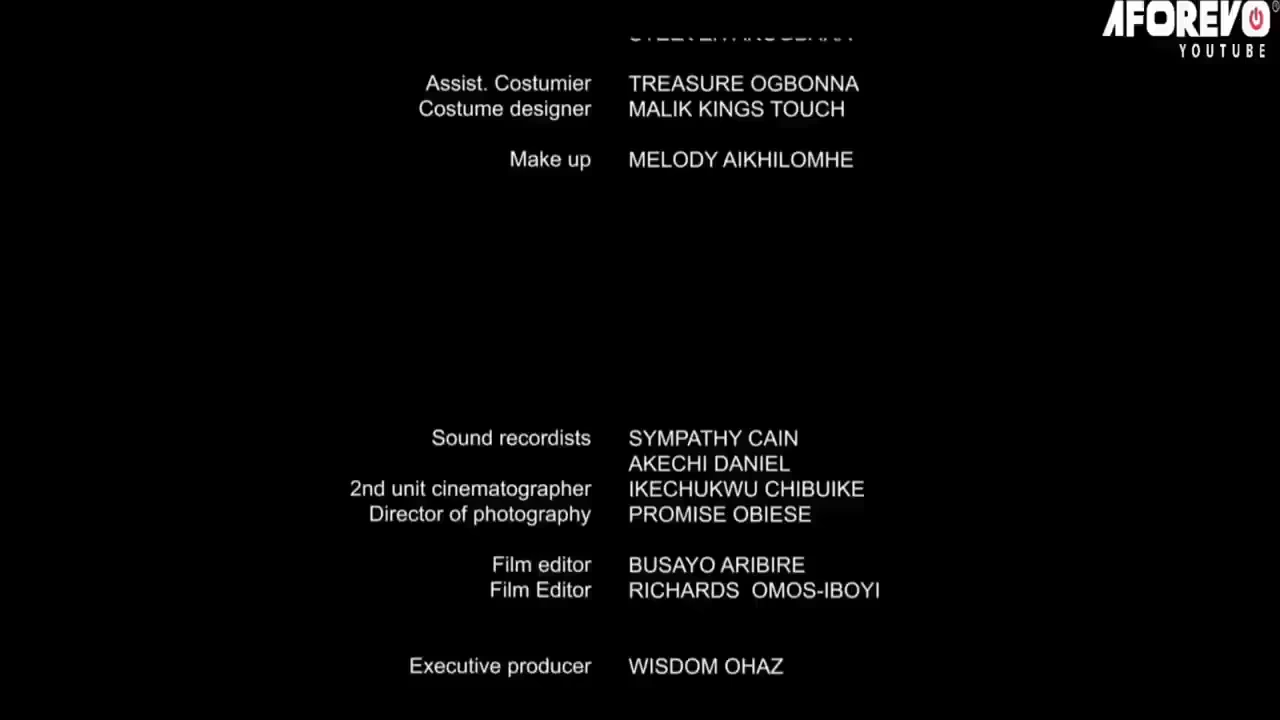 AFOREVO
YOUTUBE
Assist. Costumier TREASURE OGBONNA
Costume designer MALIK KINGS TOUCH
Make up MELODY AIKHILOMHE
Sound recordists SYMPATHY CAIN
AKECHI DANIEL
2nd unit cinematographer IKECHUKWU CHIBUIKE
Director of photography PROMISE OBIESE
Film editor BUSAYO ARIBIRE
Film Editor RICHARDS OMOS-IBOYI
Executive producer WISDOM OHAZ